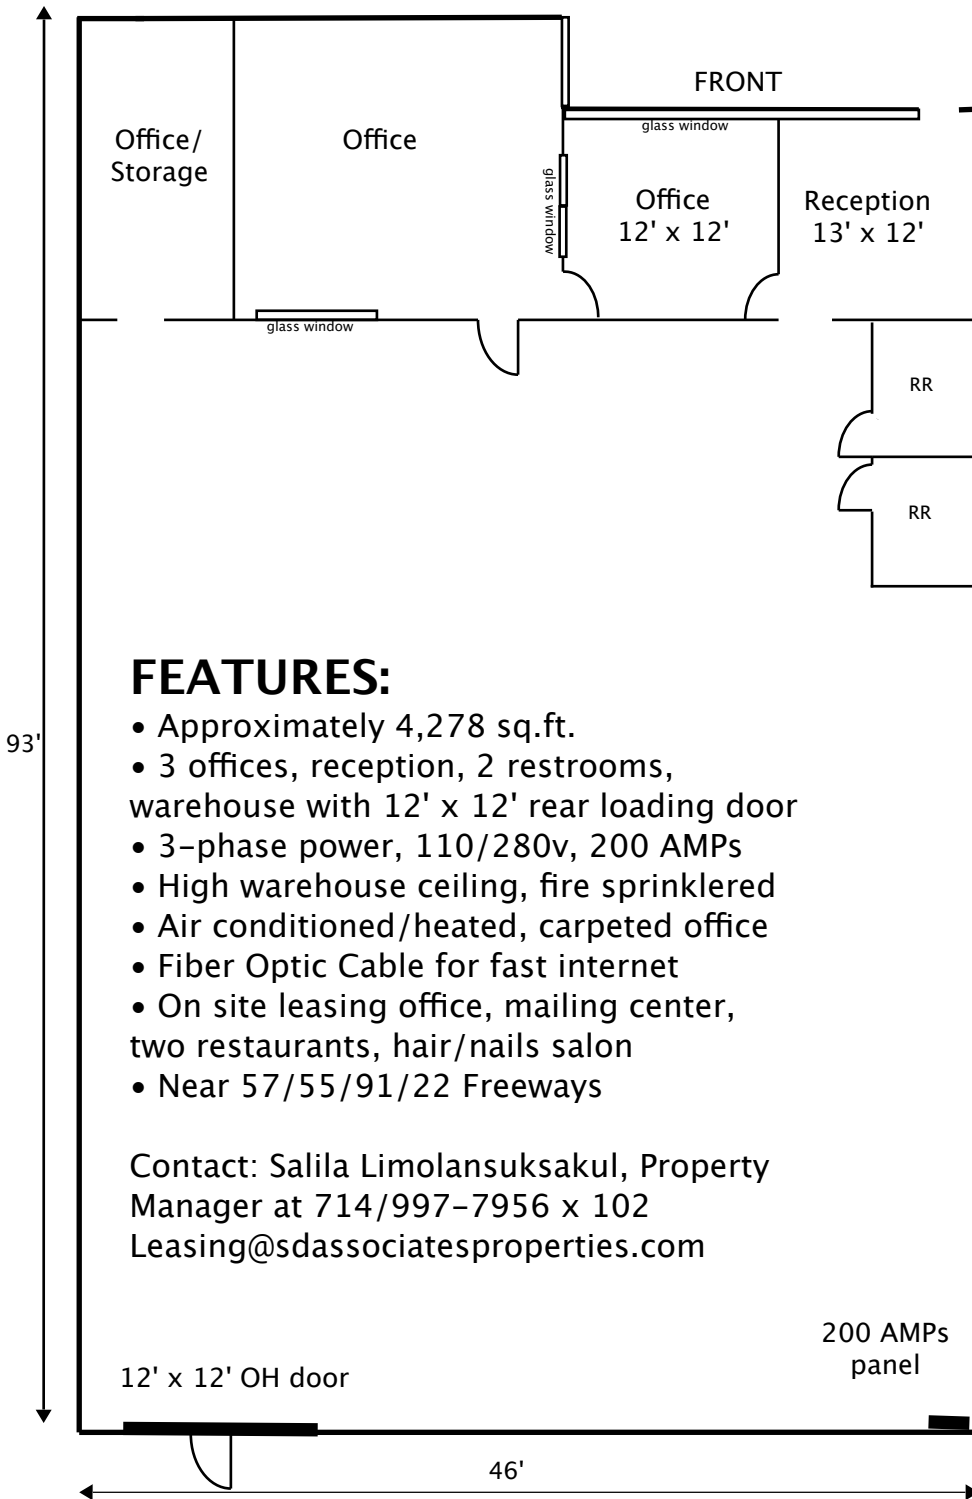 FRONT
glass window
Office/
Storage
Office
glass window
Office
12' x 12'
Reception
13' x 12'
glass window
RR
RR
FEATURES:
• Approximately 4,278 sq.ft.
• 3 offices, reception, 2 restrooms,
warehouse with 12' x 12' rear loading door
• 3-phase power, 110/280v, 200 AMPs
• High warehouse ceiling, fire sprinklered
• Air conditioned/heated, carpeted office
• Fiber Optic Cable for fast internet
• On site leasing office, mailing center,
two restaurants, hair/nails salon
• Near 57/55/91/22 Freeways
93'
Contact: Salila Limolansuksakul, Property
Manager at 714/997-7956 x 102
Leasing@sdassociatesproperties.com
200 AMPs
panel
12' x 12' OH door
46'